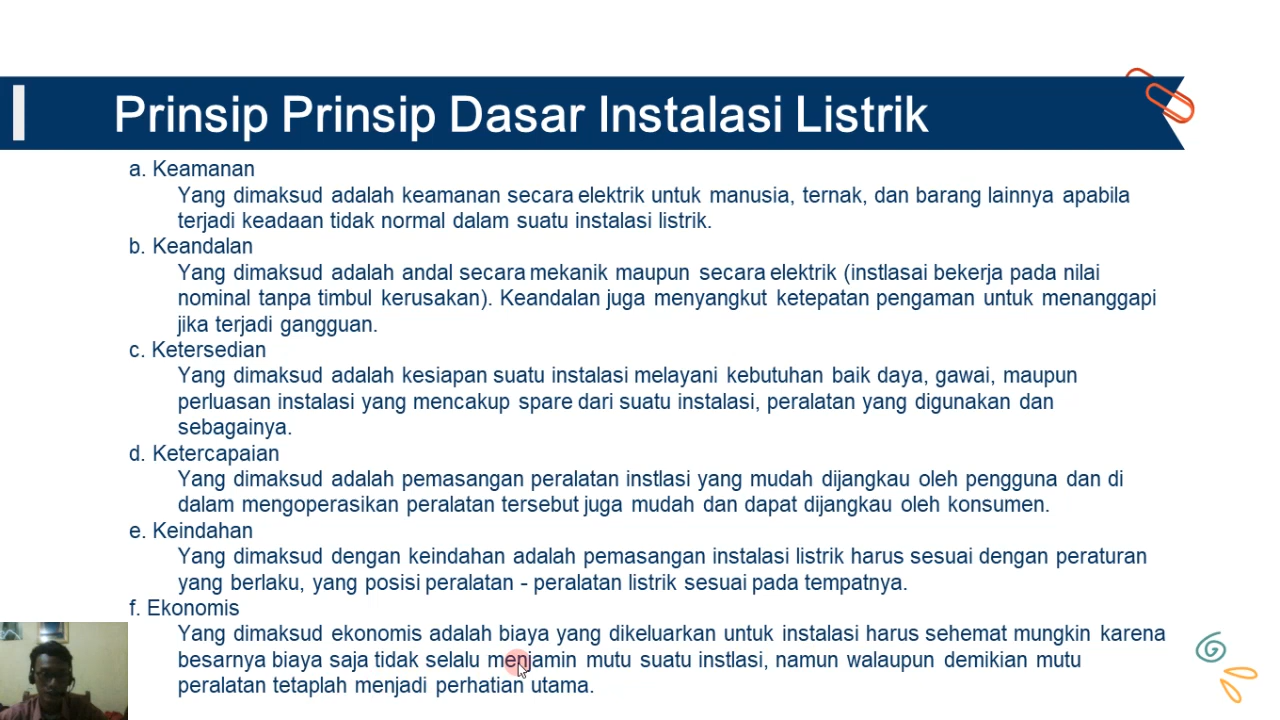 Prinsip Prinsip Dasar Instalasi Listrik
a. Keamanan
Yang dimaksud adalah keamanan secara elektrik untuk manusia, ternak, dan barang lainnya apabila
terjadi keadaan tidak normal dalam suatu instalasi listrik.
b. Keandalan
Yang dimaksud adalah andal secara mekanik maupun secara elektrik (instlasai bekerja pada nilai
nominal tanpa timbul kerusakan). Keandalan juga menyangkut ketepatan pengaman untuk menanggapi
jika terjadi gangguan.
c. Ketersedian
Yang dimaksud adalah kesiapan suatu instalasi melayani kebutuhan baik daya, gawai, maupun
perluasan instalasi yang mencakup spare dari suatu instalasi, peralatan yang digunakan dan
sebagainya.
d. Ketercapaian
Yang dimaksud adalah pemasangan peralatan instlasi yang mudah dijangkau oleh pengguna dan di
dalam mengoperasikan peralatan tersebut juga mudah dan dapat dijangkau oleh konsumen.
e. Keindahan
Yang dimaksud dengan keindahan adalah pemasangan instalasi listrik harus sesuai dengan peraturan
yang berlaku, yang posisi peralatan - peralatan listrik sesuai pada tempatnya.
f. Ekonomis
Yang dimaksud ekonomis adalah biaya yang dikeluarkan untuk instalasi harus sehemat mungkin karena
besarnya biaya saja tidak selalu menjamin mutu suatu instlasi, namun walaupun demikian mutu
peralatan tetaplah menjadi perhatian utama.